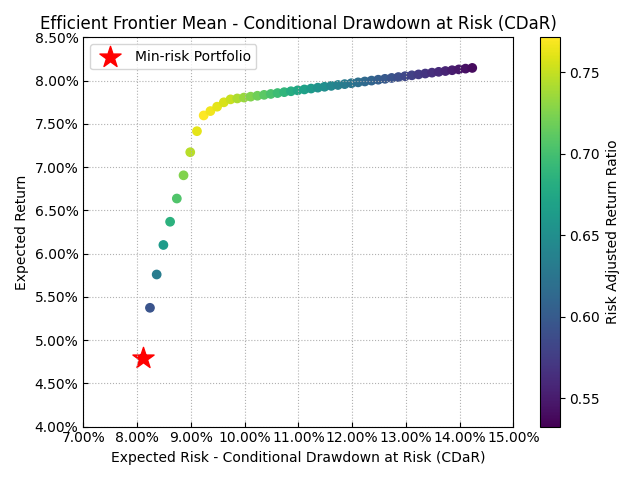 Efficient Frontier Mean - Conditional Drawdown at Risk (CDaR)
Min-risk Portfolio
8.50%
8.00%
7.50%
7.00%
6.50%
6.00%
5.50%
5.00%
4.50%
4.00%
Expected Return
7.00% 8.00% 9.00% 10.00% 11.00% 12.00% 13.00% 14.00% 15.00%
Expected Risk - Conditional Drawdown at Risk (CDaR)
0.75
0.70
0.65
0.60
0.55
Risk Adjusted Return Ratio